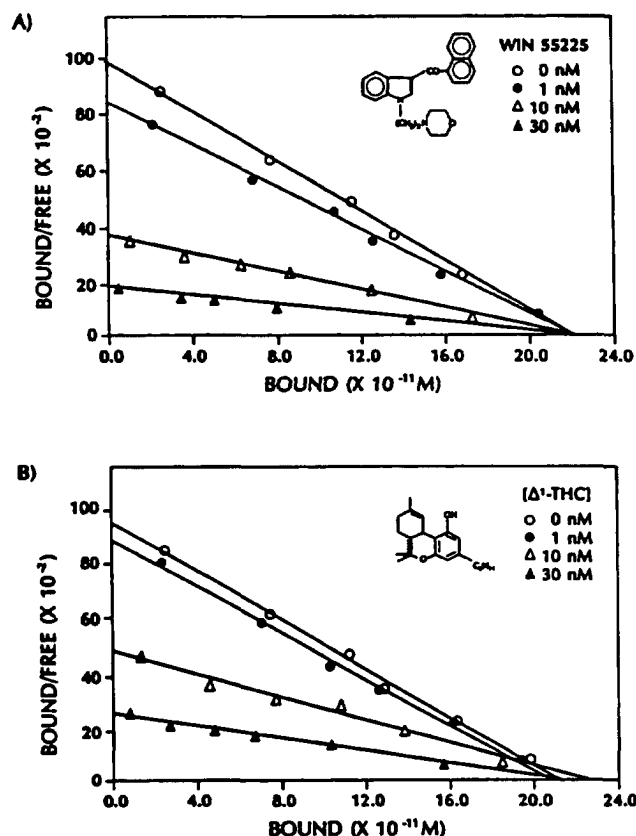 A)
WIN 55225
0 nM
1 nM
10 nM
30 nM
BOUND/FREE (X 10⁻²)
100
80
60
40
20
0
0.0 4.0 8.0 12.0 16.0 20.0 24.0
BOUND (X 10⁻¹¹M)
B)
[Δ¹-THC]
0 nM
1 nM
10 nM
30 nM
OH
O
BOUND/FREE (X 10⁻²)
100
80
60
40
20
0
0.0 4.0 8.0 12.0 16.0 20.0 24.0
BOUND (X 10⁻¹¹M)